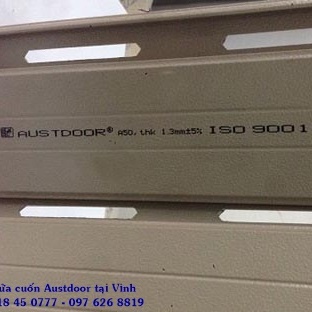 AUSTDOOR® A50, thk 1.3mm±5% ISO 9001
ửa cuốn Austdoor tại Vinh
18 45 0777 - 097 626 8819